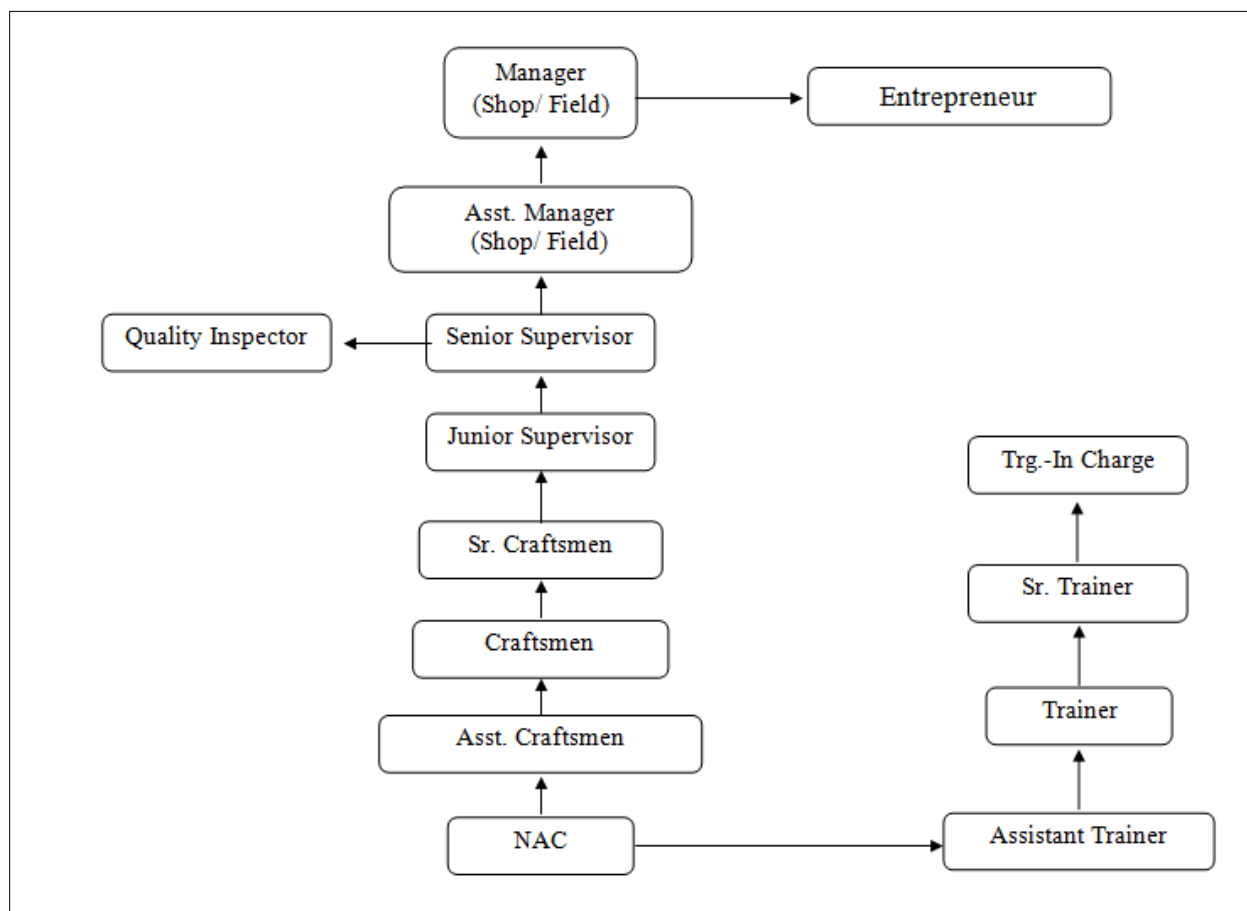 Manager
(Shop/ Field)
Entrepreneur
Asst. Manager
(Shop/ Field)
Quality Inspector
Senior Supervisor
Junior Supervisor
Trg.-In Charge
Sr. Craftsmen
Sr. Trainer
Craftsmen
Trainer
Asst. Craftsmen
NAC
Assistant Trainer